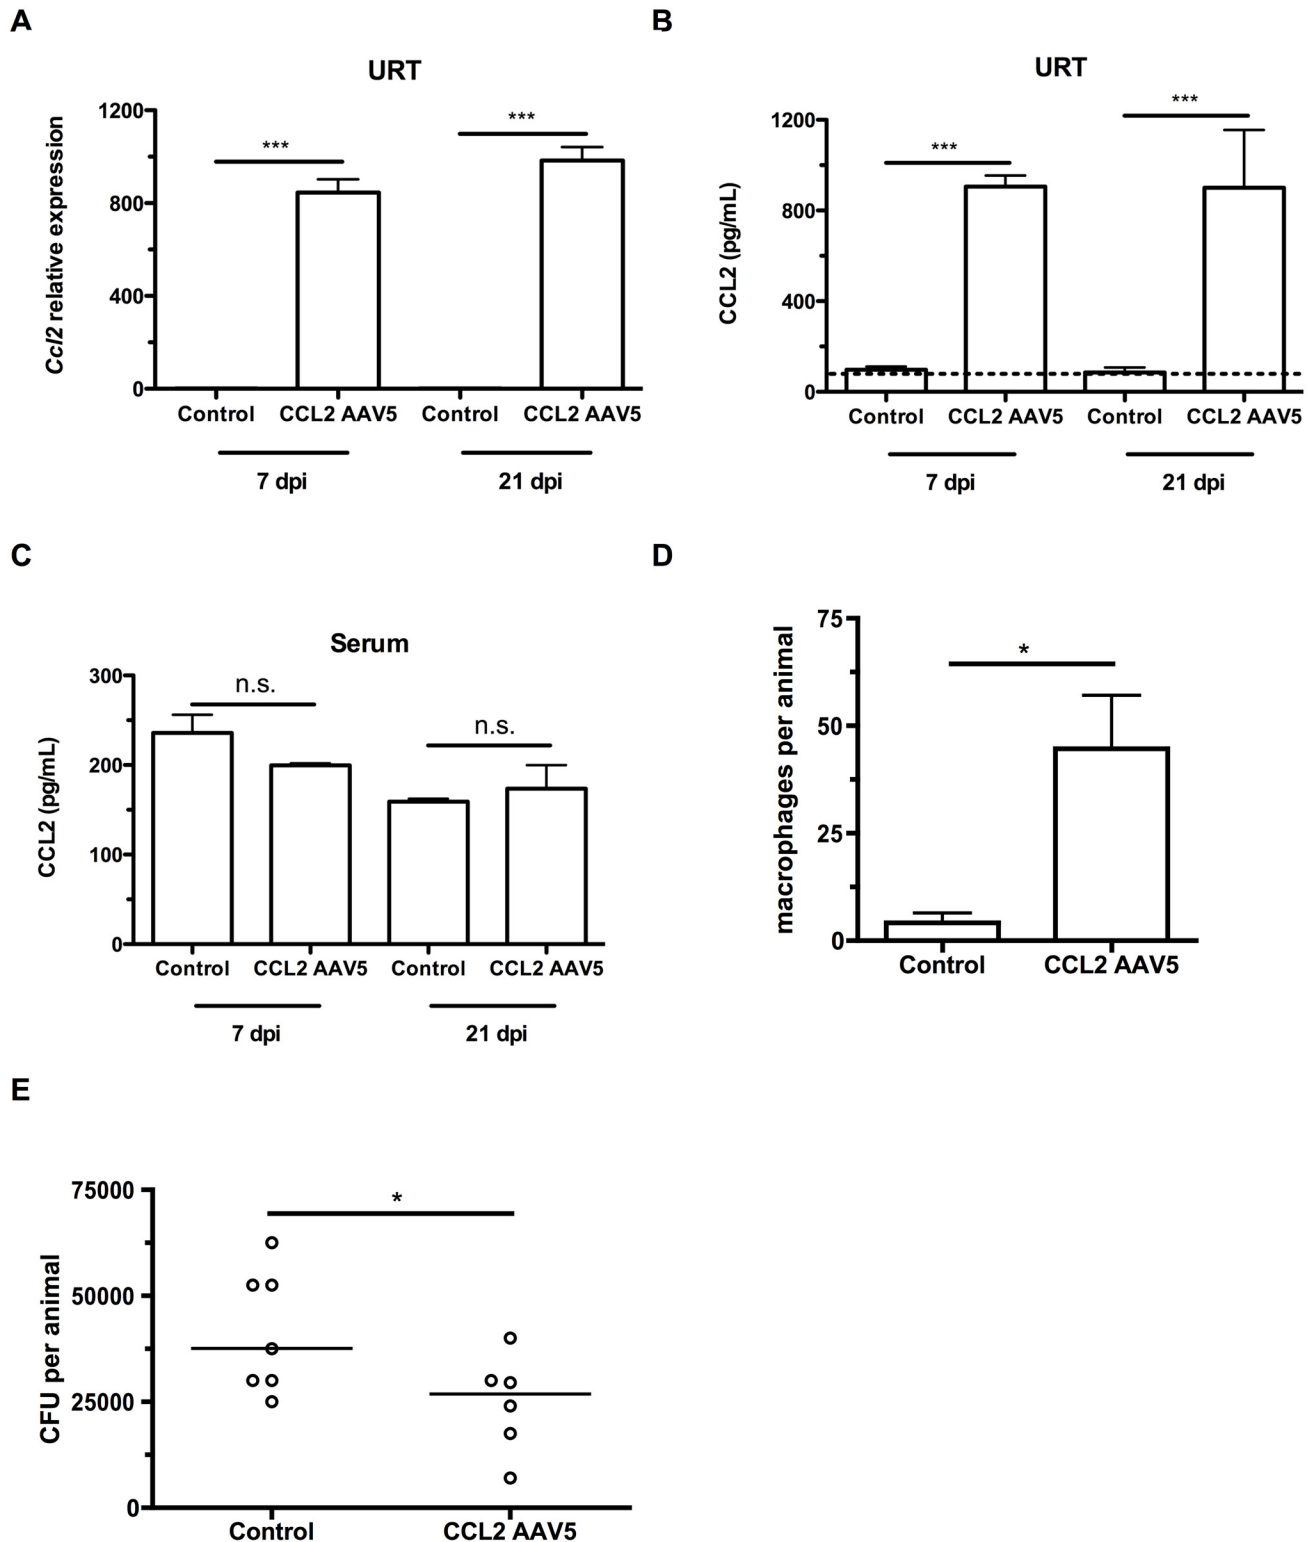 A
URT
Ccl2 relative expression
1200
800
400
0
***
***
Control
CCL2 AAV5
Control
CCL2 AAV5
7 dpi
21 dpi
B
URT
CCL2 (pg/mL)
1200
800
400
0
***
***
Control
CCL2 AAV5
Control
CCL2 AAV5
7 dpi
21 dpi
C
Serum
CCL2 (pg/mL)
300
200
100
0
n.s.
n.s.
Control
CCL2 AAV5
Control
CCL2 AAV5
7 dpi
21 dpi
D
macrophages per animal
75
50
25
0
*
Control
CCL2 AAV5
E
CFU per animal
75000
50000
25000
0
*
Control
CCL2 AAV5